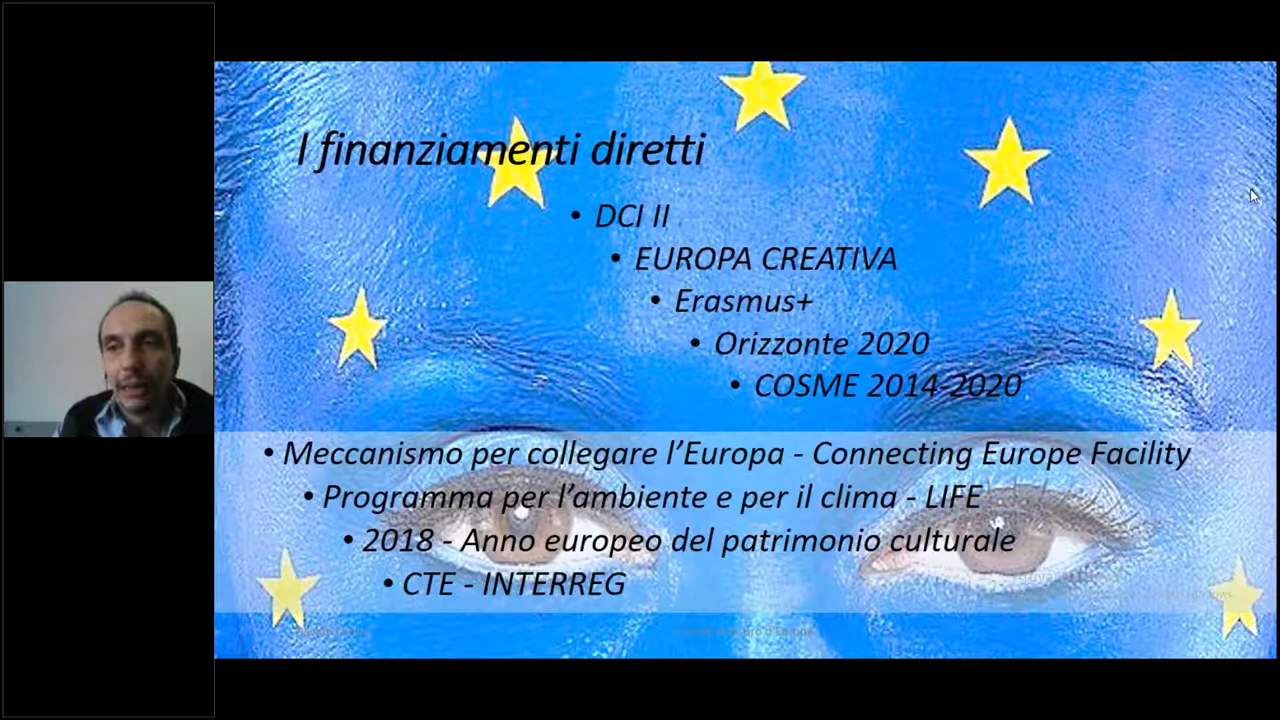 I finanziamenti diretti
• DCI II
• EUROPA CREATIVA
• Erasmus+
• Orizzonte 2020
• COSME 2014-2020
• Meccanismo per collegare l'Europa - Connecting Europe Facility
• Programma per l'ambiente e per il clima - LIFE
• 2018 - Anno europeo del patrimonio culturale
• CTE - INTERREG